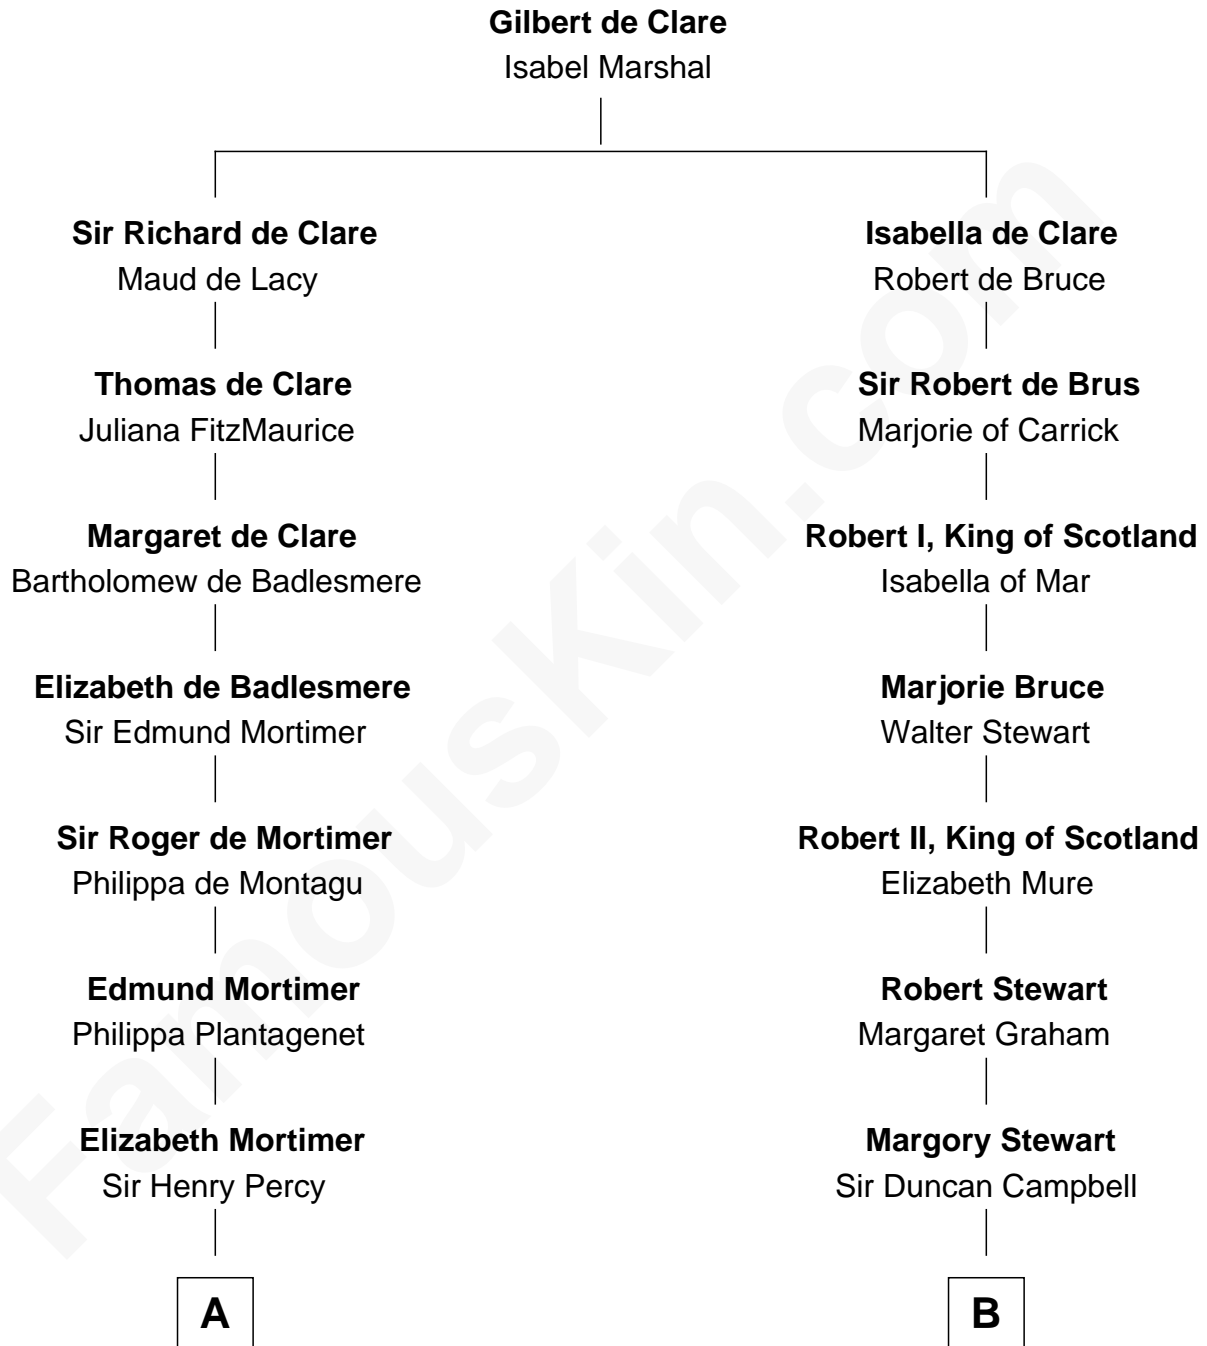 Gilbert de Clare
Isabel Marshal
Sir Richard de Clare
Maud de Lacy
Isabella de Clare
Robert de Bruce
Thomas de Clare
Juliana FitzMaurice
Sir Robert de Brus
Marjorie of Carrick
Margaret de Clare
Bartholomew de Badlesmere
Robert I, King of Scotland
Isabella of Mar
Elizabeth de Badlesmere
Sir Edmund Mortimer
Marjorie Bruce
Walter Stewart
Sir Roger de Mortimer
Philippa de Montagu
Robert II, King of Scotland
Elizabeth Mure
Edmund Mortimer
Philippa Plantagenet
Robert Stewart
Margaret Graham
Elizabeth Mortimer
Sir Henry Percy
Margory Stewart
Sir Duncan Campbell
A
B
FamousKin.com